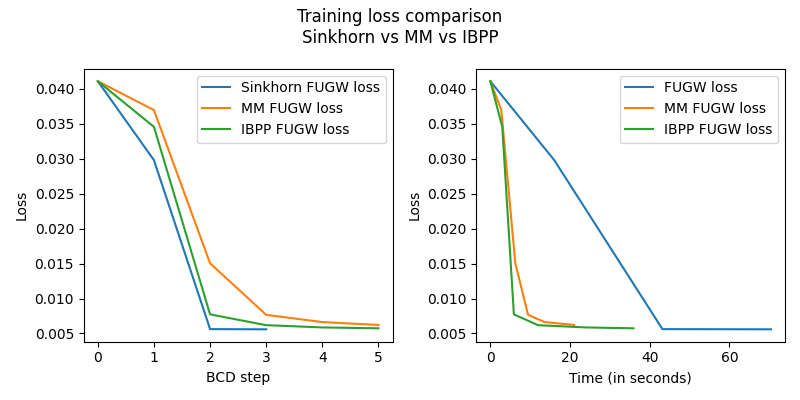 Training loss comparison
Sinkhorn vs MM vs IBPP
Sinkhorn FUGW loss
MM FUGW loss
IBPP FUGW loss
0.040
0.035
0.030
0.025
0.020
0.015
0.010
0.005
Loss
0 1 2 3 4 5
BCD step
FUGW loss
MM FUGW loss
IBPP FUGW loss
0.040
0.035
0.030
0.025
0.020
0.015
0.010
0.005
Loss
0 20 40 60
Time (in seconds)